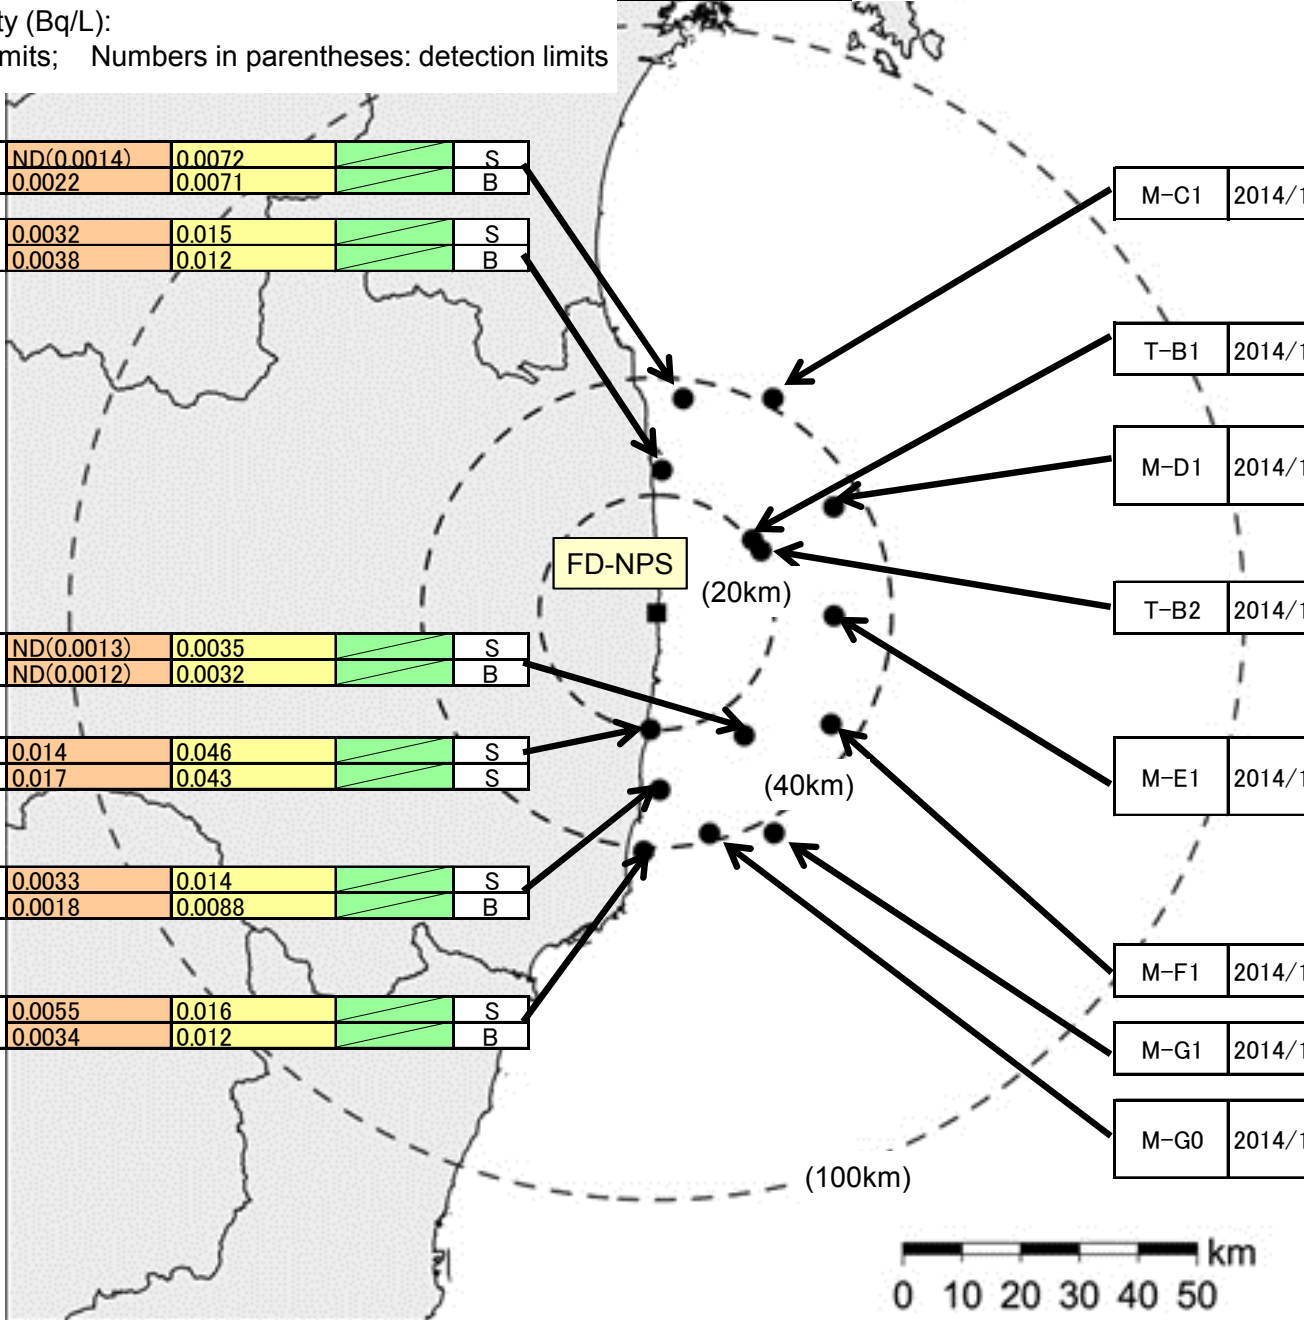 ty (Bq/L):
mits; Numbers in parentheses: detection limits
ND(0.0014) 0.0072 S
0.0022 0.0071 B
0.0032 0.015 S
0.0038 0.012 B
M-C1 2014/1
T-B1 2014/1
M-D1 2014/1
FD-NPS
(20km)
T-B2 2014/1
ND(0.0013) 0.0035 S
ND(0.0012) 0.0032 B
0.014 0.046 S
0.017 0.043 S
(40km)
M-E1 2014/1
0.0033 0.014 S
0.0018 0.0088 B
M-F1 2014/1
0.0055 0.016 S
0.0034 0.012 B
M-G1 2014/1
M-G0 2014/1
(100km)
km
0 10 20 30 40 50